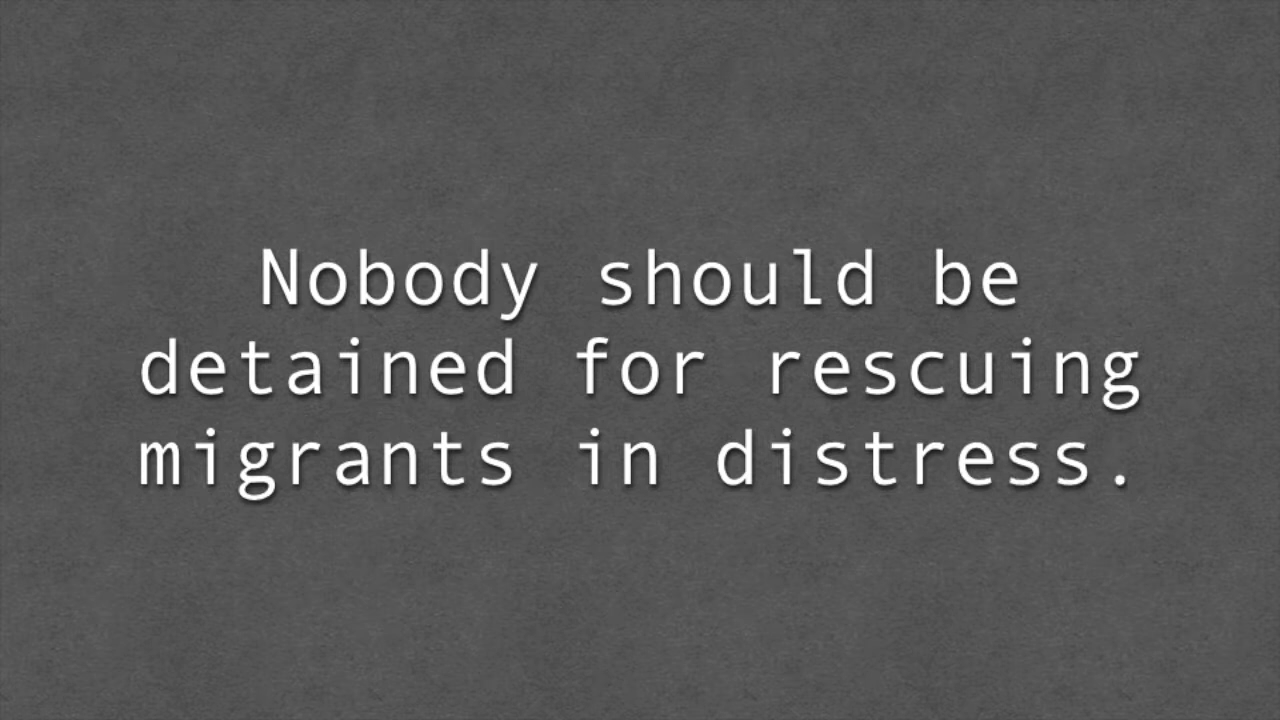 Nobody should be
detained for rescuing
migrants in distress.